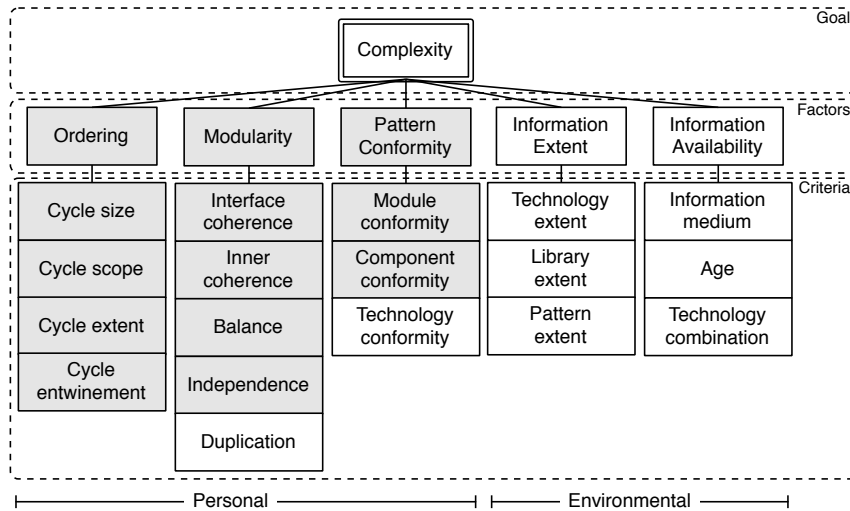 Goal
Complexity
Factors
Ordering
Modularity
Pattern
Conformity
Information
Extent
Information
Availability
Criteria
Cycle size
Cycle scope
Cycle extent
Cycle
entwinement
Interface
coherence
Inner
coherence
Balance
Independence
Duplication
Module
conformity
Component
conformity
Technology
conformity
Technology
extent
Library
extent
Pattern
extent
Information
medium
Age
Technology
combination
Personal
Environmental